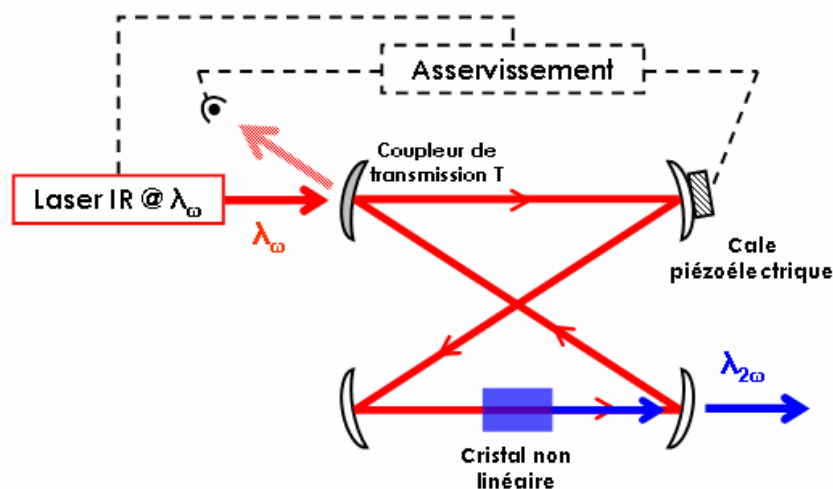 Asservissement
Coupleur de
transmission T
Laser IR @ λω
λω
Cale
piézoélectrique
λ2ω
Cristal non
linéaire